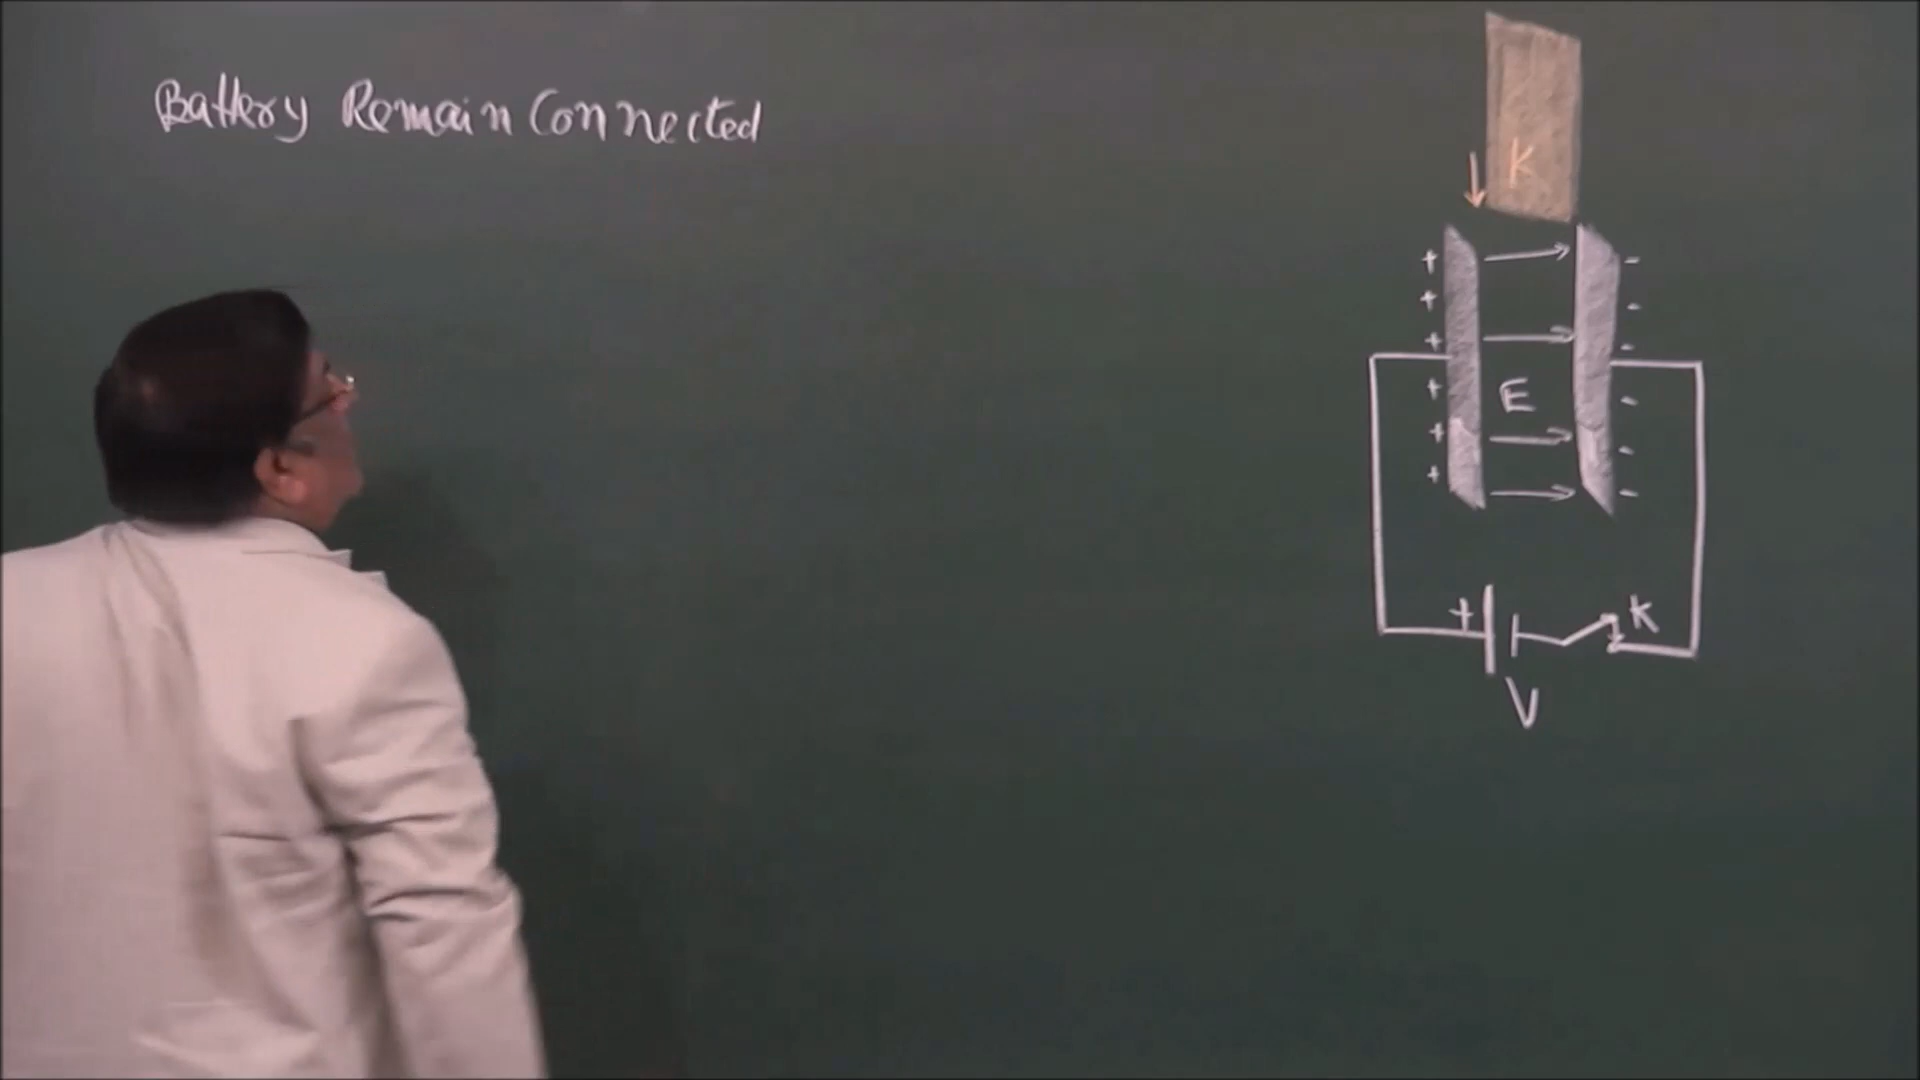 Battery Remain Connected
K
+ -
+ -
+ -
+ E -
+ -
+ -
+ K
V